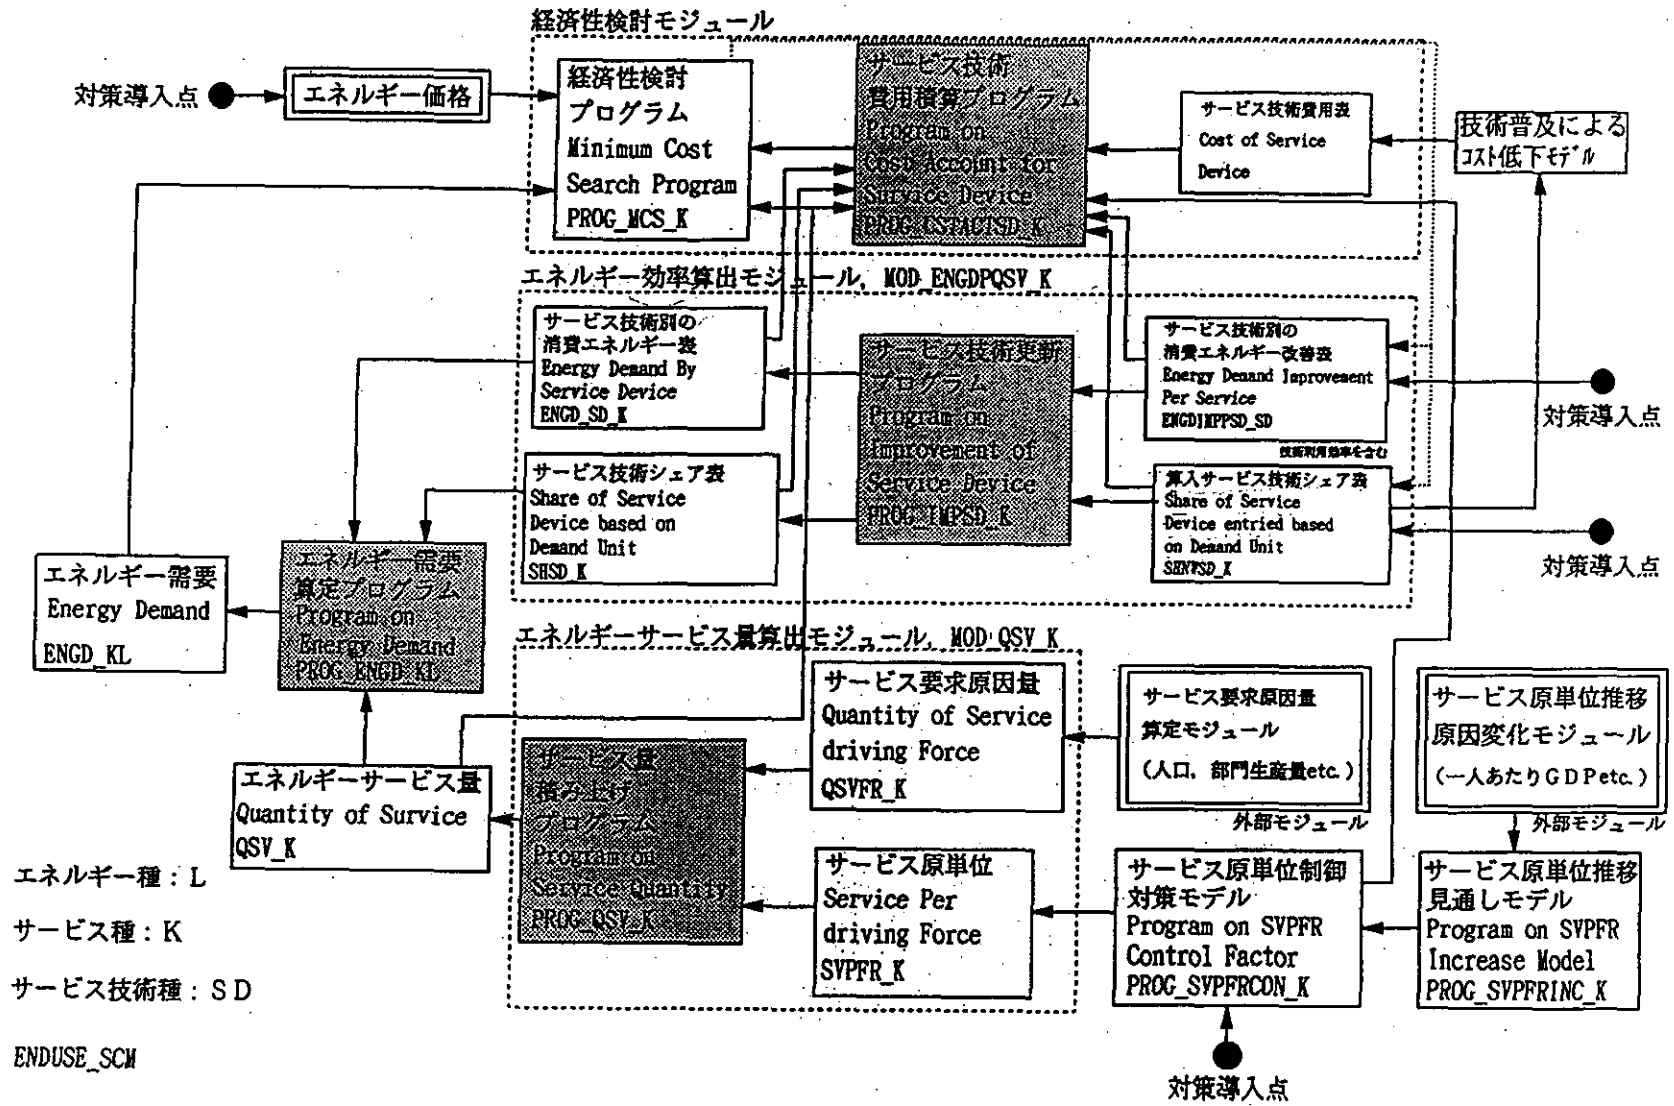 経済性検討モジュール
対策導入点
エネルギー価格
経済性検討
プログラム
Minimum Cost
Search Program
PROG_MCS_K
サービス技術
費用積算プログラム
Program on
Cost Account for
Survice Device
PROG_CSTACTSD_K
サービス技術費用表
Cost of Service
Device
技術普及による
コスト低下モデル
エネルギー効率算出モジュール, MOD_ENGDPQSV_K
サービス技術別の
消費エネルギー表
Energy Demand By
Service Device
ENGD_SD_K
サービス技術更新
プログラム
Program on
Improvement of
Service Device
PROG_IMPSD_K
サービス技術別の
消費エネルギー改善表
Energy Demand Improvement
Per Service
ENGDIMPPSD_SD
技術利用効率を含む
対策導入点
サービス技術シェア表
Share of Service
Device based on
Demand Unit
SHSD_K
算入サービス技術シェア表
Share of Service
Device entried based
on Demand Unit
SHNWSD_K
対策導入点
エネルギー需要
Energy Demand
ENGD_KL
エネルギー需要
算定プログラム
Program on
Energy Demand
PROG_ENGD_KL
エネルギーサービス量算出モジュール, MOD_QSV_K
サービス要求原因量
Quantity of Service
driving Force
QSVFR_K
サービス要求原因量
算定モジュール
(人口, 部門生産量etc.)
外部モジュール
サービス原単位推移
原因変化モジュール
(一人あたりGDPetc.)
外部モジュール
エネルギーサービス量
Quantity of Survice
QSV_K
サービス量
積み上げ
プログラム
Program on
Service Quantity
PROG_QSV_K
サービス原単位
Service Per
driving Force
SVPFR_K
サービス原単位制御
対策モデル
Program on SVPFR
Control Factor
PROG_SVPFRCON_K
サービス原単位推移
見通しモデル
Program on SVPFR
Increase Model
PROG_SVPFRINC_K
対策導入点
エネルギー種:L
サービス種:K
サービス技術種:SD
ENDUSE_SCM